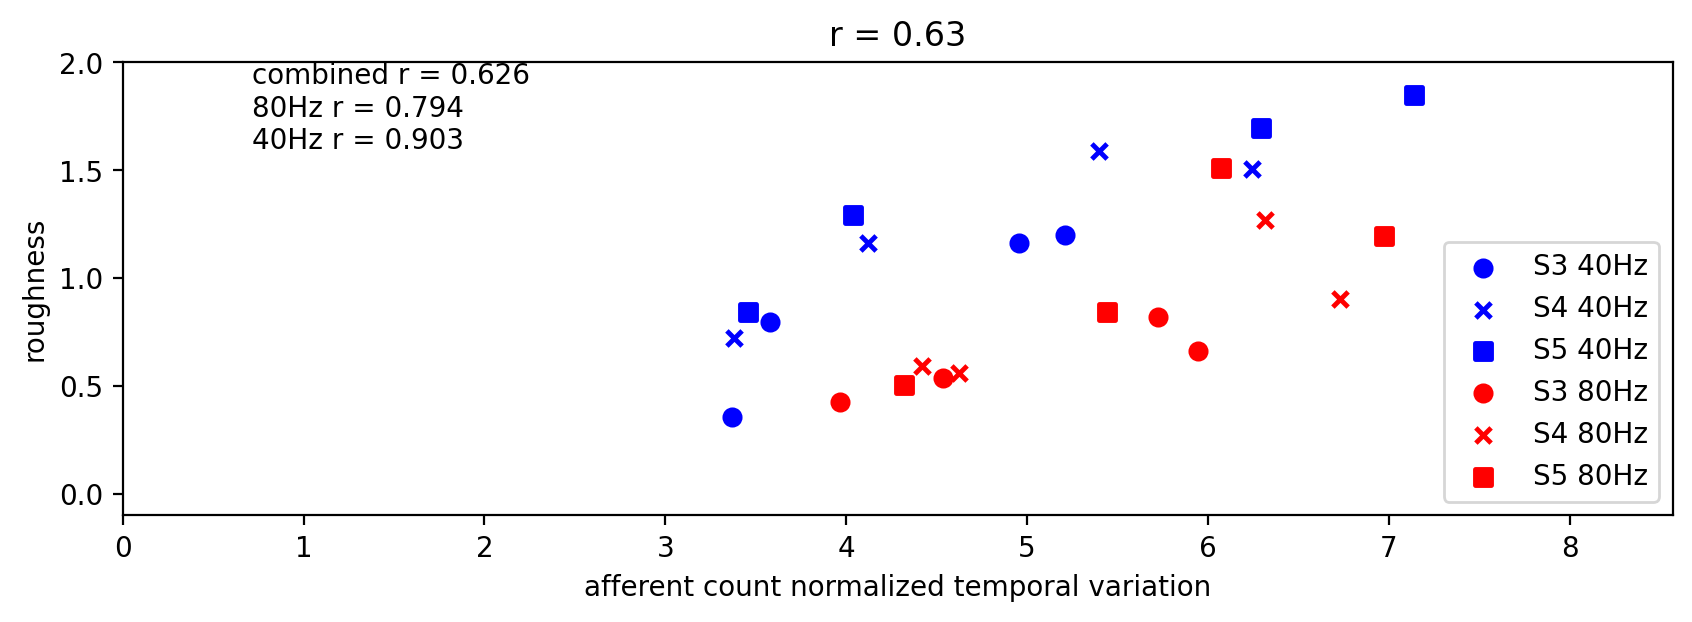 r = 0.63
combined r = 0.626
80Hz r = 0.794
40Hz r = 0.903
2.0
1.5
1.0
0.5
0.0
roughness
S3 40Hz
S4 40Hz
S5 40Hz
S3 80Hz
S4 80Hz
S5 80Hz
0 1 2 3 4 5 6 7 8
afferent count normalized temporal variation